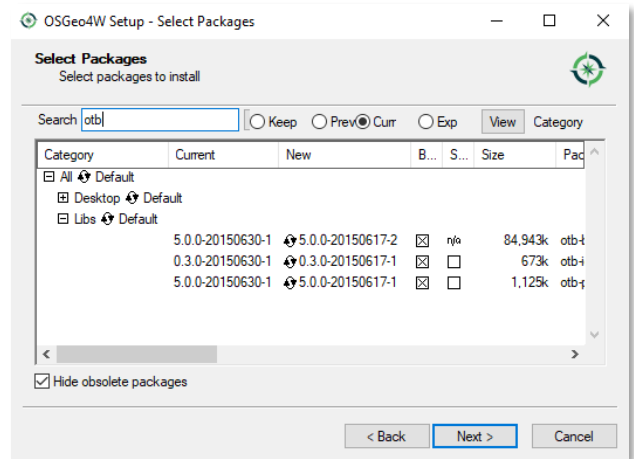 OSGeo4W Setup - Select Packages
Select Packages
Select packages to install
Search otb Keep Prev Curr Exp View Category
Category Current New B... S... Size Pac
All Default
Desktop Default
Libs Default
5.0.0-20150630-1 5.0.0-20150617-2 n/a 84,943k otb-b
0.3.0-20150630-1 0.3.0-20150617-1 673k otb-i
5.0.0-20150630-1 5.0.0-20150617-1 1,125k otb-p
Hide obsolete packages
< Back Next > Cancel